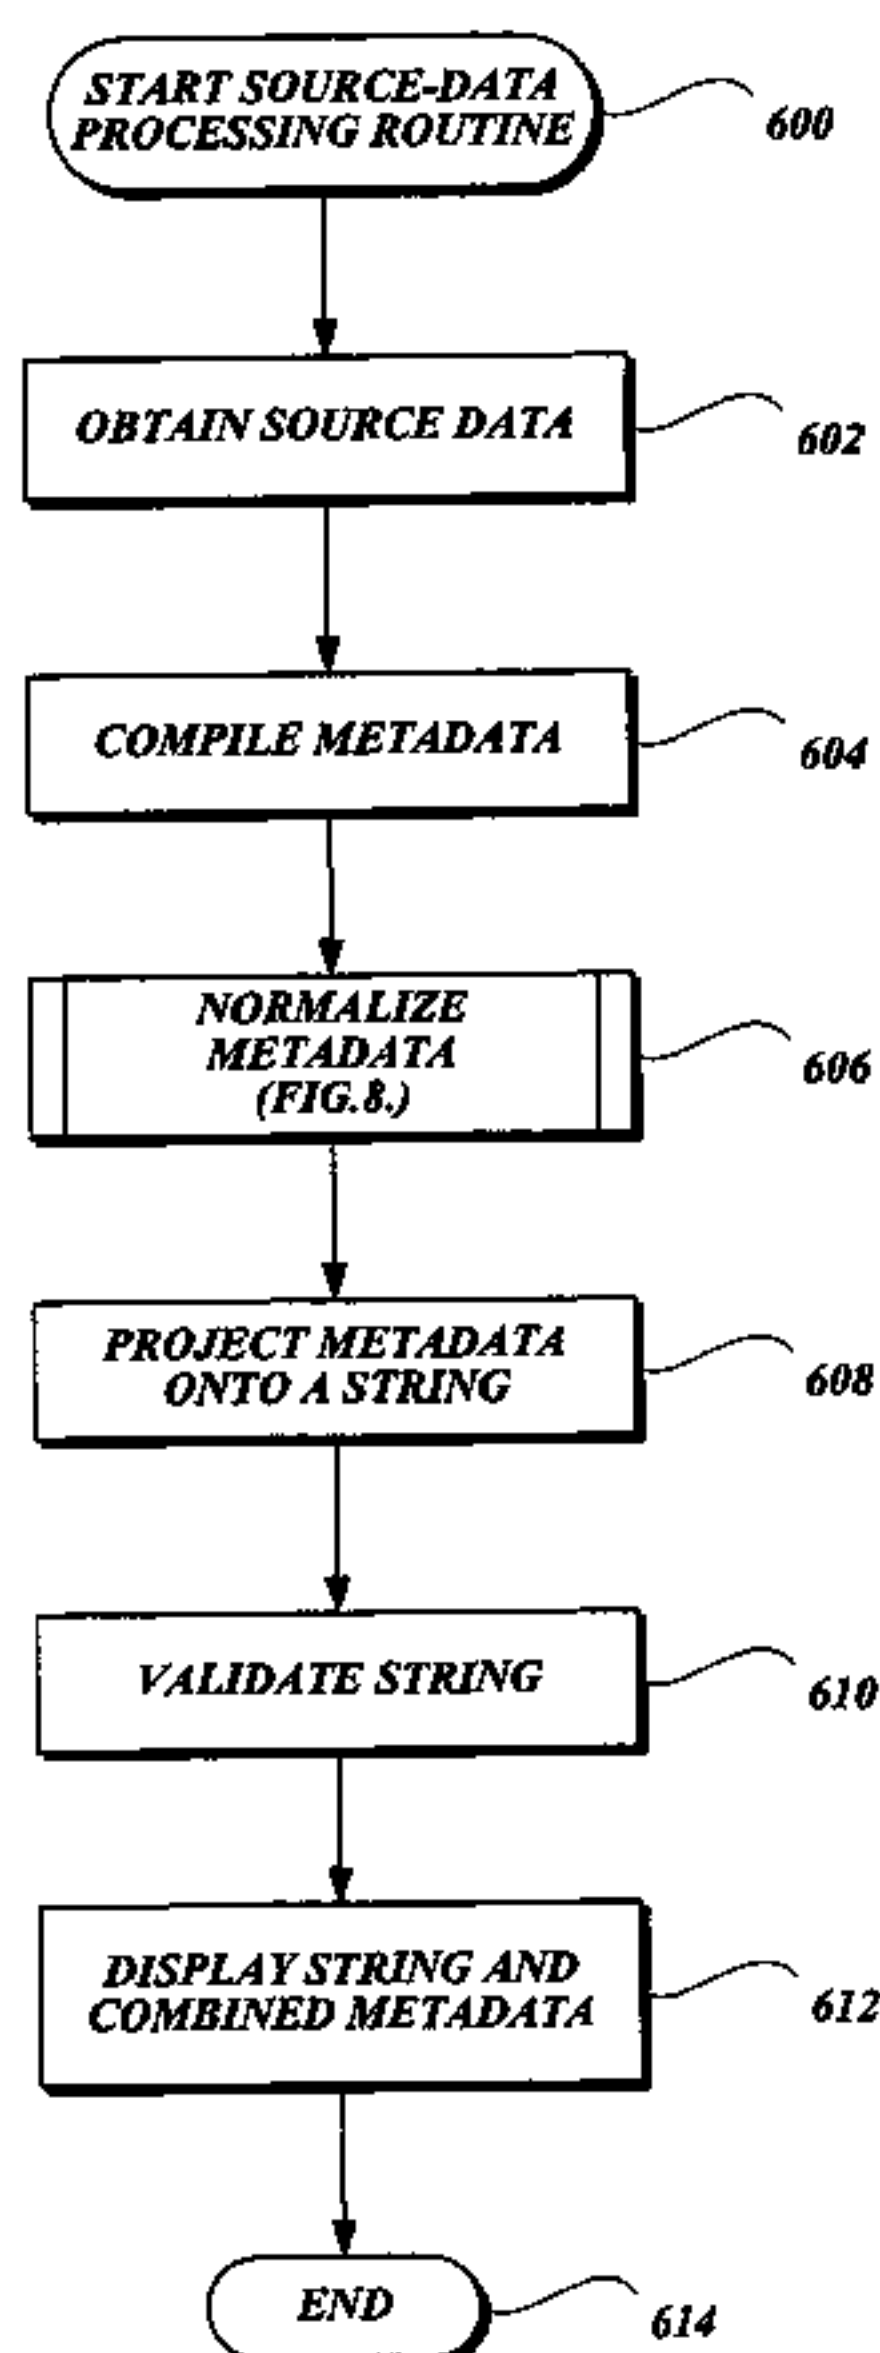 START SOURCE-DATA
PROCESSING ROUTINE
600
OBTAIN SOURCE DATA
602
COMPILE METADATA
604
NORMALIZE
METADATA
(FIG.8.)
606
PROJECT METADATA
ONTO A STRING
608
VALIDATE STRING
610
DISPLAY STRING AND
COMBINED METADATA
612
END
614